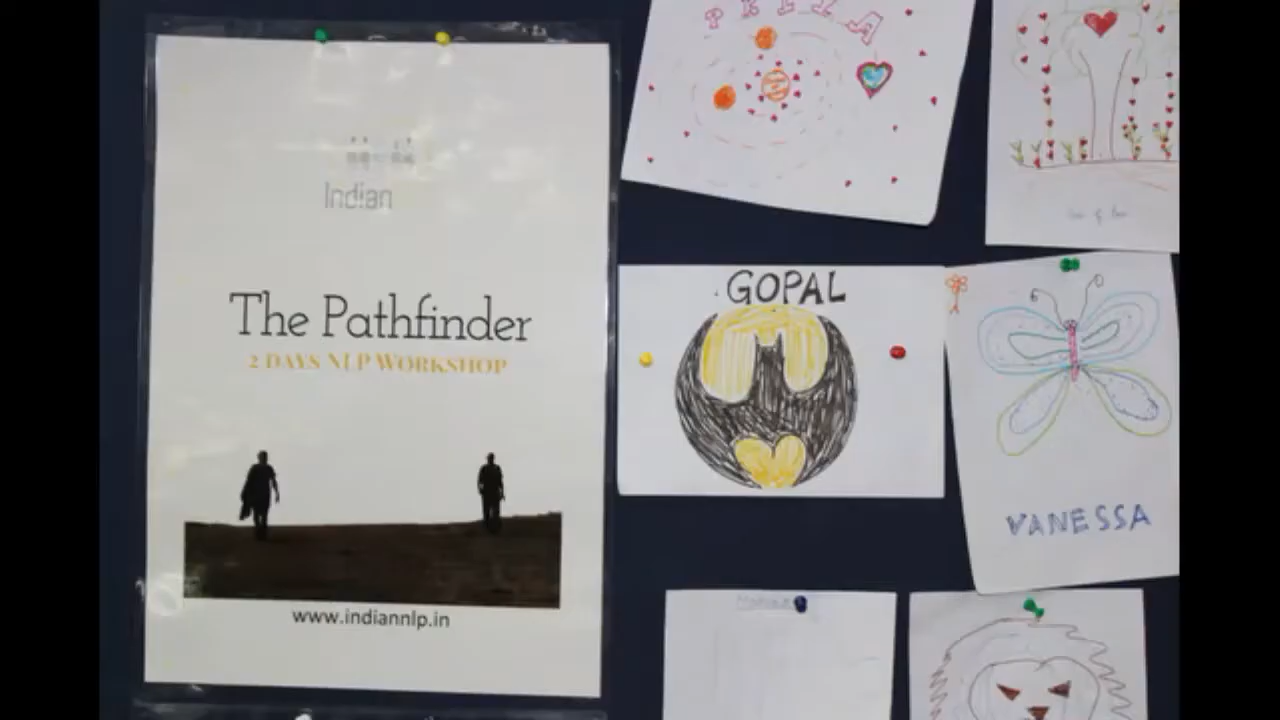 Indian
The Pathfinder
2 DAYS NLP WORKSHOP
www.indiannlp.in
GOPAL
VANESSA